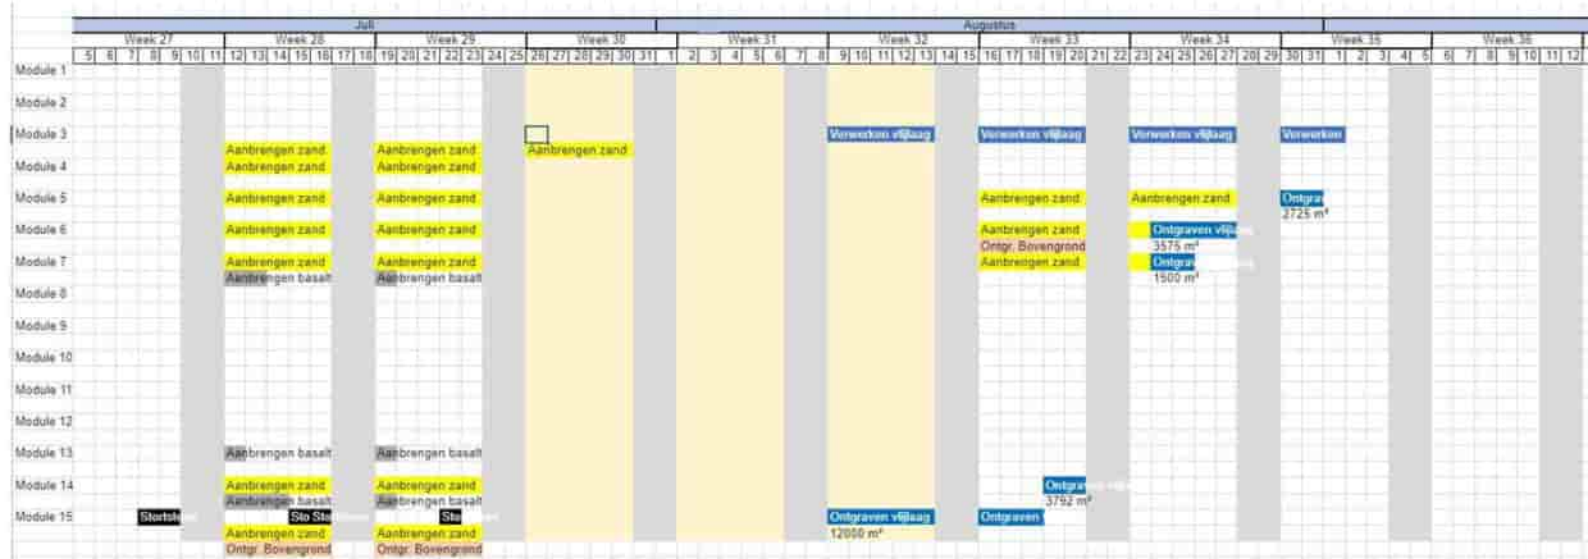 Juli Augustus
Week 27 Week 28 Week 29 Week 30 Week 31 Week 32 Week 33 Week 34 Week 35 Week 36
5 6 7 8 9 10 11 12 13 14 15 16 17 18 19 20 21 22 23 24 25 26 27 28 29 30 31 1 2 3 4 5 6 7 8 9 10 11 12 13 14 15 16 17 18 19 20 21 22 23 24 25 26 27 28 29 30 31 1 2 3 4 5 6 7 8 9 10 11 12
Module 1
Module 2
Module 3 Verwerken vlijlaag Verwerken vlijlaag Verwerken vlijlaag Verwerken
Aanbrengen zand Aanbrengen zand Aanbrengen zand
Module 4 Aanbrengen zand Aanbrengen zand
Module 5 Aanbrengen zand Aanbrengen zand Aanbrengen zand Aanbrengen zand
2725 m³
Module 6 Aanbrengen zand Aanbrengen zand Aanbrengen zand Ontgraven
Ontgr. Bovengrond 3575 m³
Module 7 Aanbrengen zand Aanbrengen zand Aanbrengen zand
Aanbrengen basalt Aanbrengen basalt 1500 m³
Module 8
Module 9
Module 10
Module 11
Module 12
Module 13 Aanbrengen basalt Aanbrengen basalt
Module 14 Aanbrengen zand Aanbrengen zand
Aanbrengen basalt Aanbrengen basalt 3792 m³
Module 15 Sto Sto Ontgraven vlijlaag Ontgraven
Aanbrengen zand Aanbrengen zand 12000 m³
Ontgr. Bovengrond Ontgr. Bovengrond